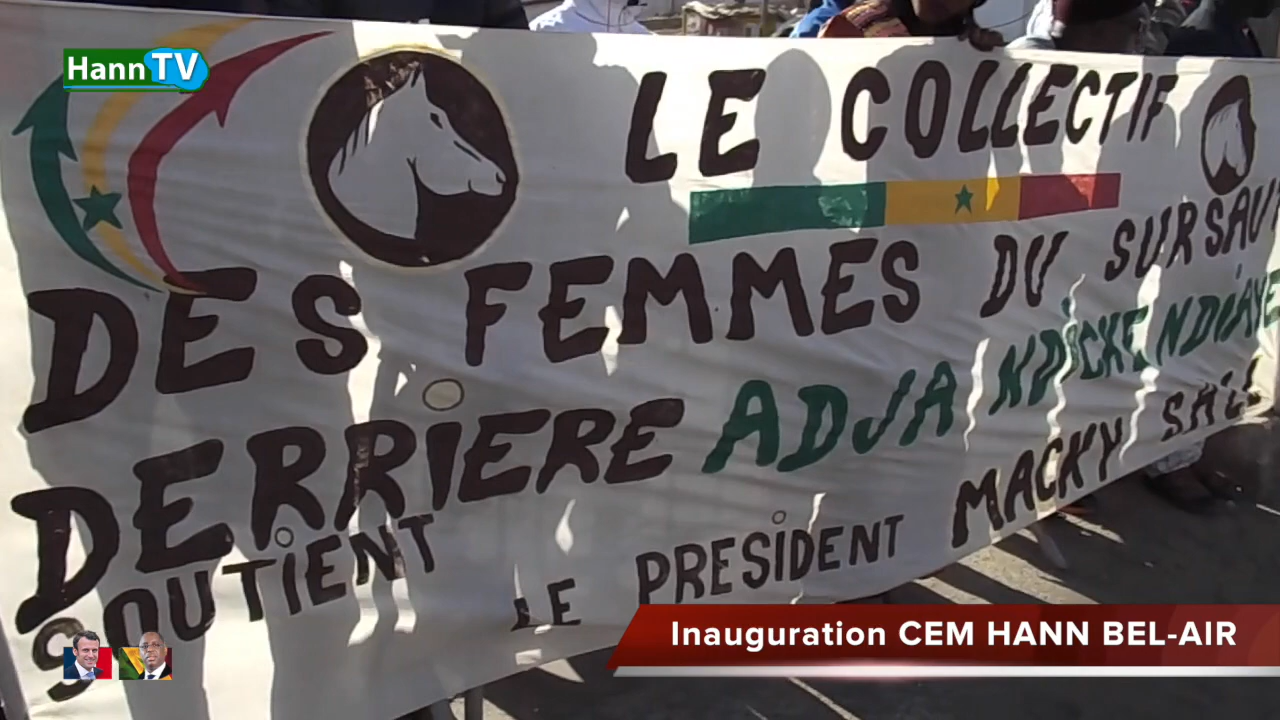 HannTV
LE COLLECTIF
DES FEMMES DU SURSAUT
DERRIERE ADJA NDICKE NDIAYE
SOUTIENT LE PRESIDENT MACKY SALL
Inauguration CEM HANN BEL-AIR